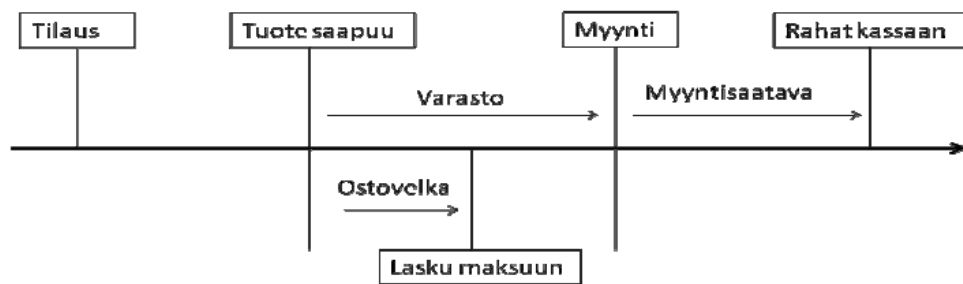 Tilaus
Tuote saapuu
Myynti
Rahat kassaan
Varasto
Myyntisaatava
Ostovelka
Lasku maksuun